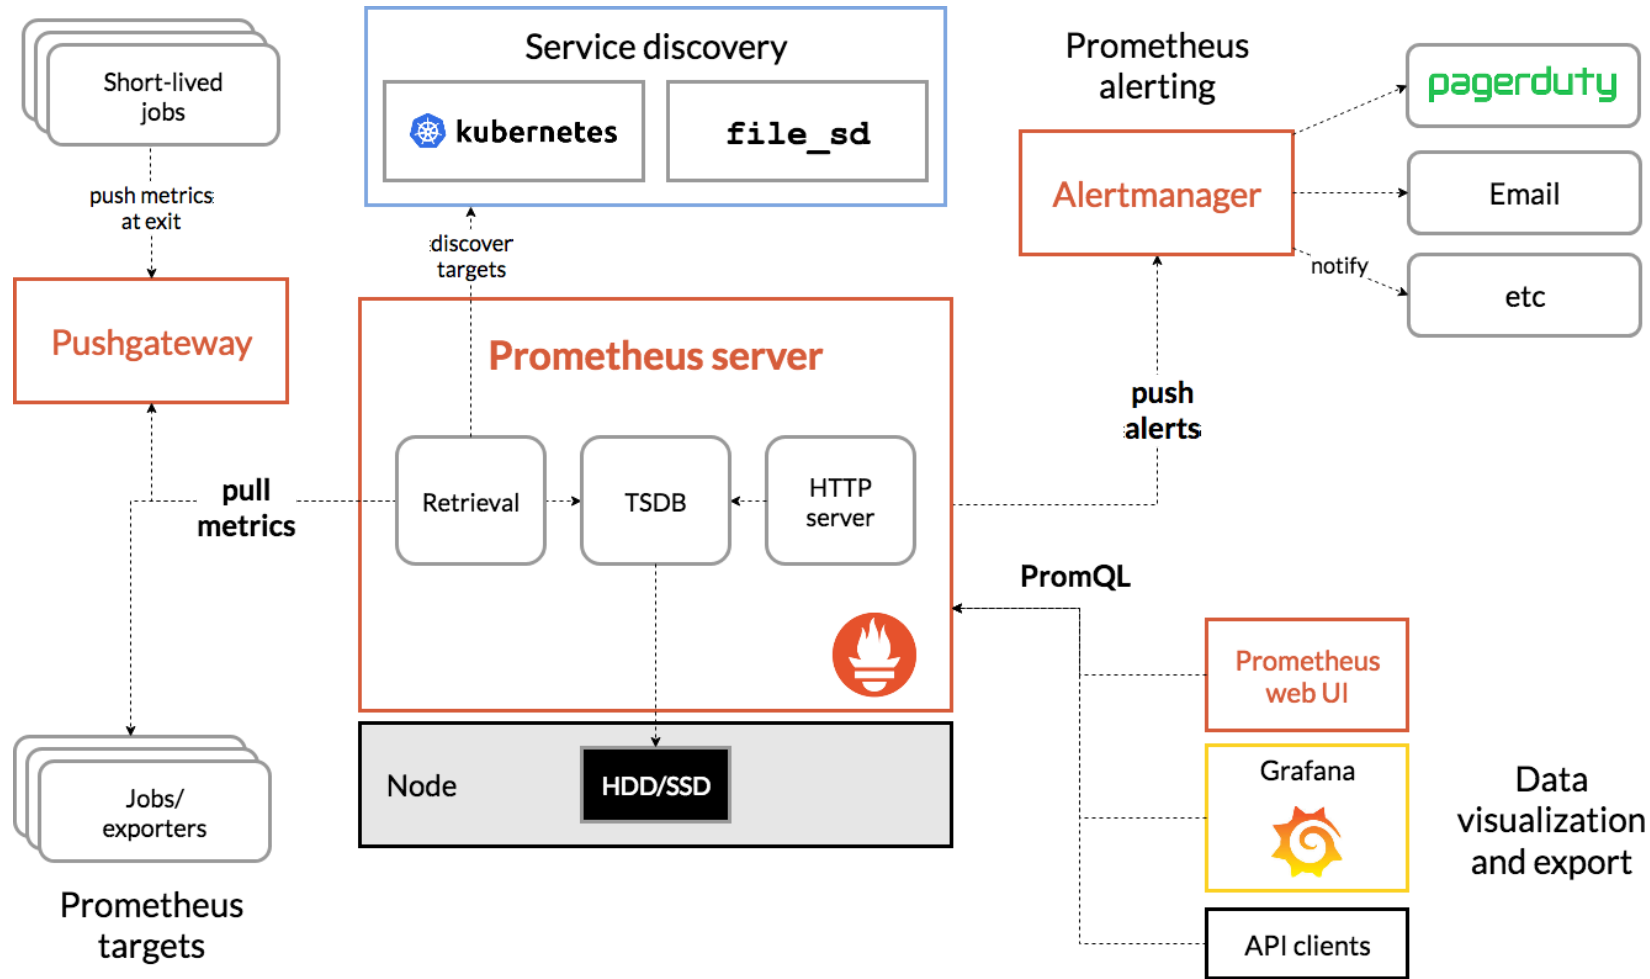 Short-lived
jobs
push metrics
at exit
Pushgateway
pull
metrics
Jobs/
exporters
Prometheus
targets
Service discovery
kubernetes
file_sd
discover
targets
Prometheus server
Retrieval
TSDB
HTTP
server
Node
HDD/SSD
Prometheus
alerting
Alertmanager
pagerduty
Email
notify
etc
push
alerts
PromQL
Prometheus
web UI
Grafana
API clients
Data
visualization
and export